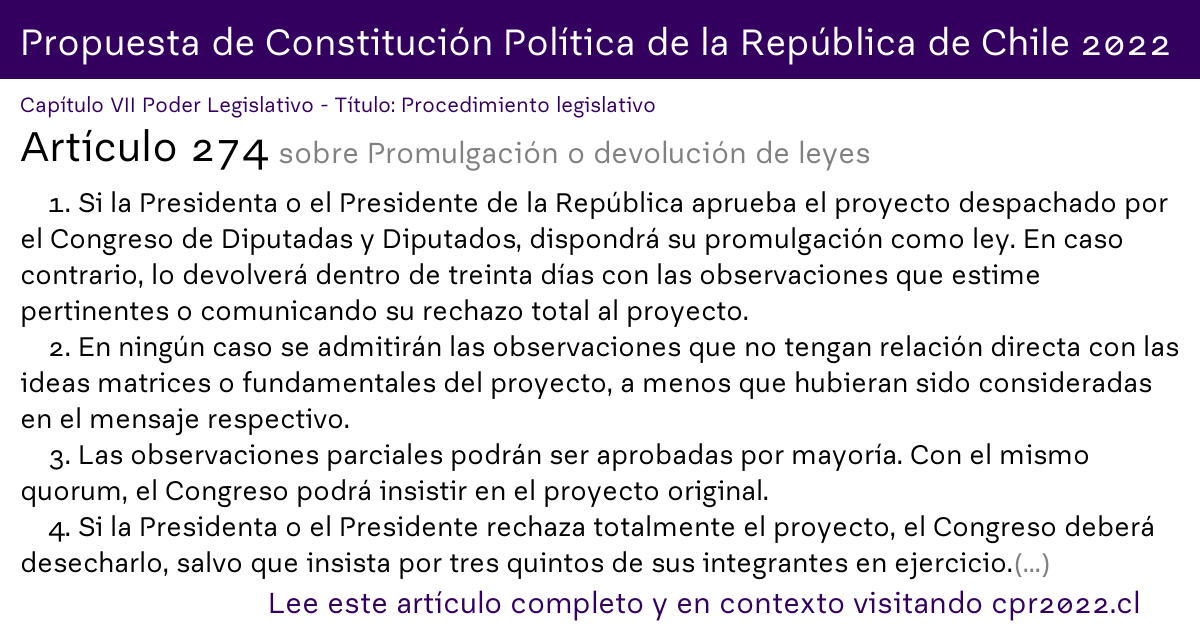 Propuesta de Constitución Política de la República de Chile 2022
Capítulo VII Poder Legislativo - Título: Procedimiento legislativo
Artículo 274 sobre Promulgación o devolución de leyes
1. Si la Presidenta o el Presidente de la República aprueba el proyecto despachado por
el Congreso de Diputadas y Diputados, dispondrá su promulgación como ley. En caso
contrario, lo devolverá dentro de treinta días con las observaciones que estime
pertinentes o comunicando su rechazo total al proyecto.
2. En ningún caso se admitirán las observaciones que no tengan relación directa con las
ideas matrices o fundamentales del proyecto, a menos que hubieran sido consideradas
en el mensaje respectivo.
3. Las observaciones parciales podrán ser aprobadas por mayoría. Con el mismo
quorum, el Congreso podrá insistir en el proyecto original.
4. Si la Presidenta o el Presidente rechaza totalmente el proyecto, el Congreso deberá
desecharlo, salvo que insista por tres quintos de sus integrantes en ejercicio.(...)
Lee este artículo completo y en contexto visitando cpr2022.cl